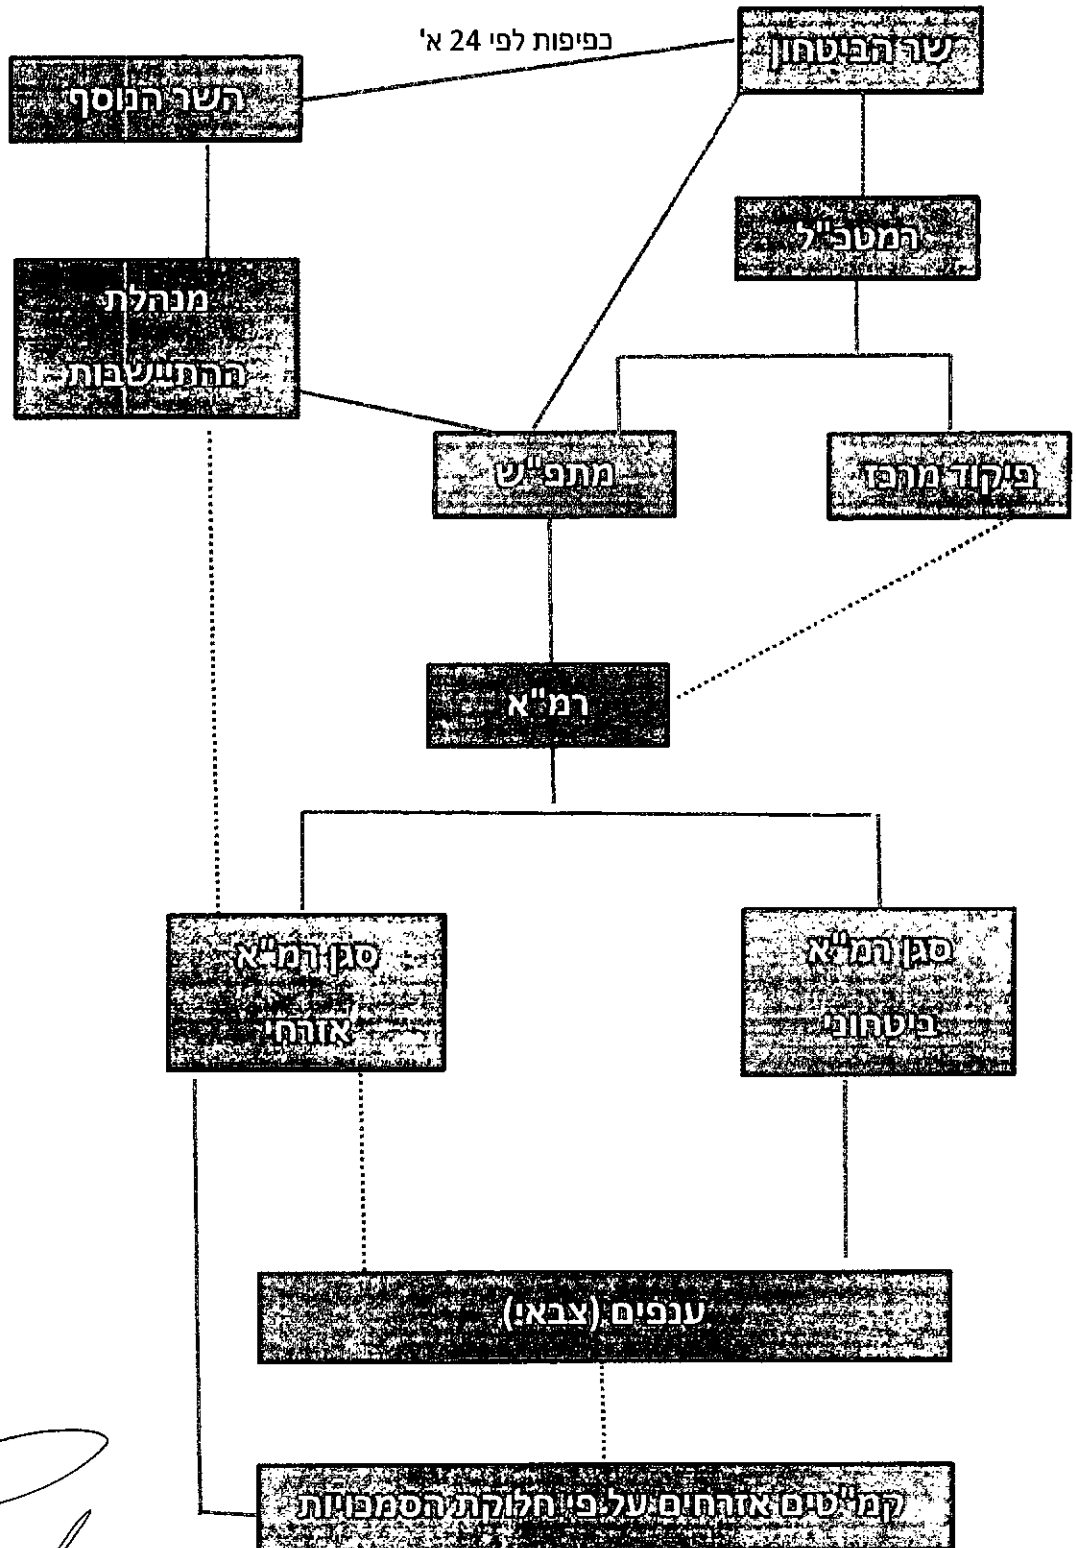 שר הביטחון
כפיפות לפי 24 א'
השר הנוסף
רמטכ"ל
מנהלת
ההתיישבות
מתפ"ש
פיקוד מרכז
רמ"א
סגן רמ"א
ביטחוני
סגן רמ"א
אזרחי
ענפים (צבאי)
קמ"טים אזרחים על פי חלוקת הסמכויות